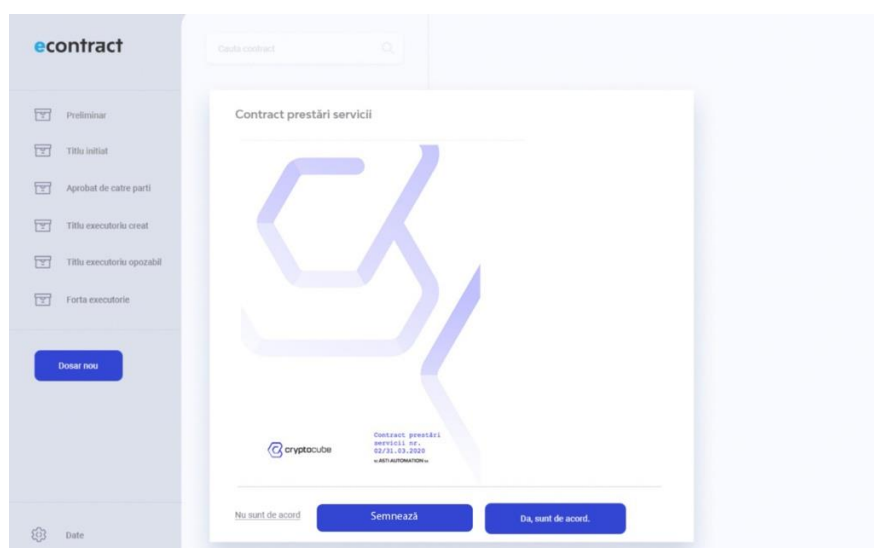 econtract
Cauta contract
Preliminar
Titlu initiat
Aprobat de catre parti
Titlu executoriu creat
Titlu executoriu opozabil
Forta executorie
Dosar nou
Date
Contract prestări servicii
cryptocube
Contract prestări
servicii nr.
02/31.03.2020
cu ASTI AUTOMATION cu
Nu sunt de acord
Semnează
Da, sunt de acord.